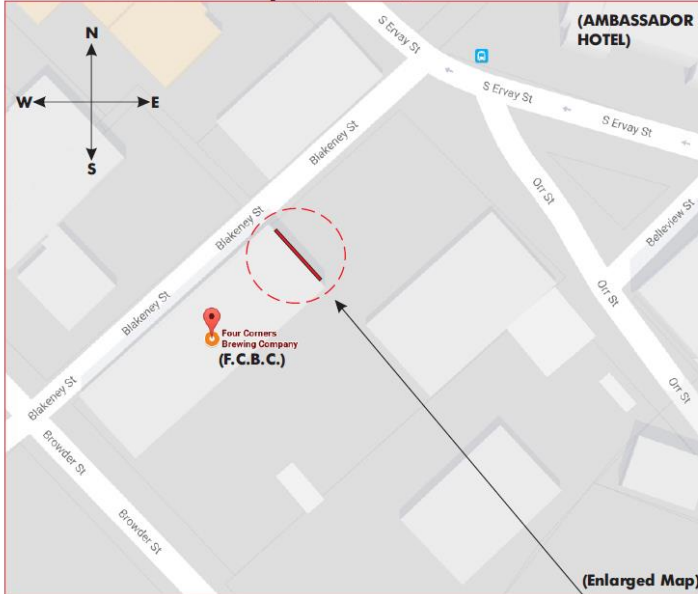 (AMBASSADOR
HOTEL)
N
W
E
S
S Ervay St
S Ervay St
S Ervay St
Blakeney St
Blakeney St
Blakeney St
Blakeney St
Orr St
Belleview St
Orr St
Orr St
Four Corners
Brewing Company
(F.C.B.C.)
Browder St
Browder St
(Enlarged Map)